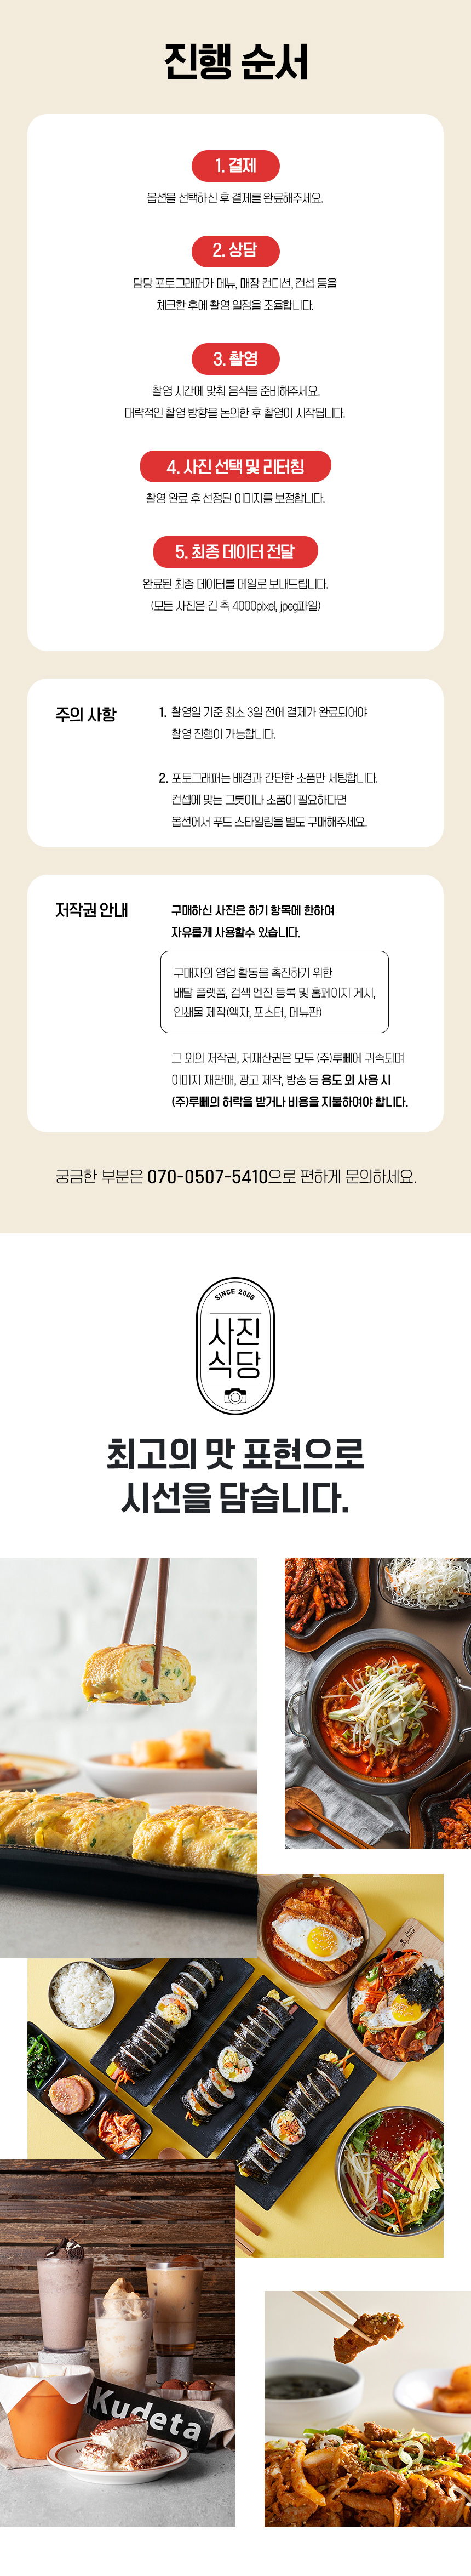 진행 순서
1. 결제
옵션을 선택하신 후 결제를 완료해주세요.
2. 상담
담당 포토그래퍼가 메뉴, 매장 컨디션, 컨셉 등을
체크한 후에 촬영 일정을 조율합니다.
3. 촬영
촬영 시간에 맞춰 음식을 준비해주세요.
대략적인 촬영 방향을 논의한 후 촬영이 시작됩니다.
4. 사진 선택 및 리터칭
촬영 완료 후 선정된 이미지를 보정합니다.
5. 최종 데이터 전달
완료된 최종 데이터를 메일로 보내드립니다.
(모든 사진은 긴 축 4000pixel, jpeg파일)
주의 사항
1. 촬영일 기준 최소 3일 전에 결제가 완료되어야
촬영 진행이 가능합니다.
2. 포토그래퍼는 배경과 간단한 소품만 세팅합니다.
컨셉에 맞는 그릇이나 소품이 필요하다면
옵션에서 푸드 스타일링을 별도 구매해주세요.
저작권 안내
구매하신 사진은 하기 항목에 한하여
자유롭게 사용할수 있습니다.
구매자의 영업 활동을 촉진하기 위한
배달 플랫폼, 검색 엔진 등록 및 홈페이지 게시,
인쇄물 제작(액자, 포스터, 메뉴판)
그 외의 저작권, 저재산권은 모두 (주)루뻬에 귀속되며
이미지 재판매, 광고 제작, 방송 등 용도 외 사용 시
(주)루뻬의 허락을 받거나 비용을 지불하여야 합니다.
궁금한 부분은 070-0507-5410으로 편하게 문의하세요.
SINCE 2006
사진
식당
최고의 맛 표현으로
시선을 담습니다.
Kudeta